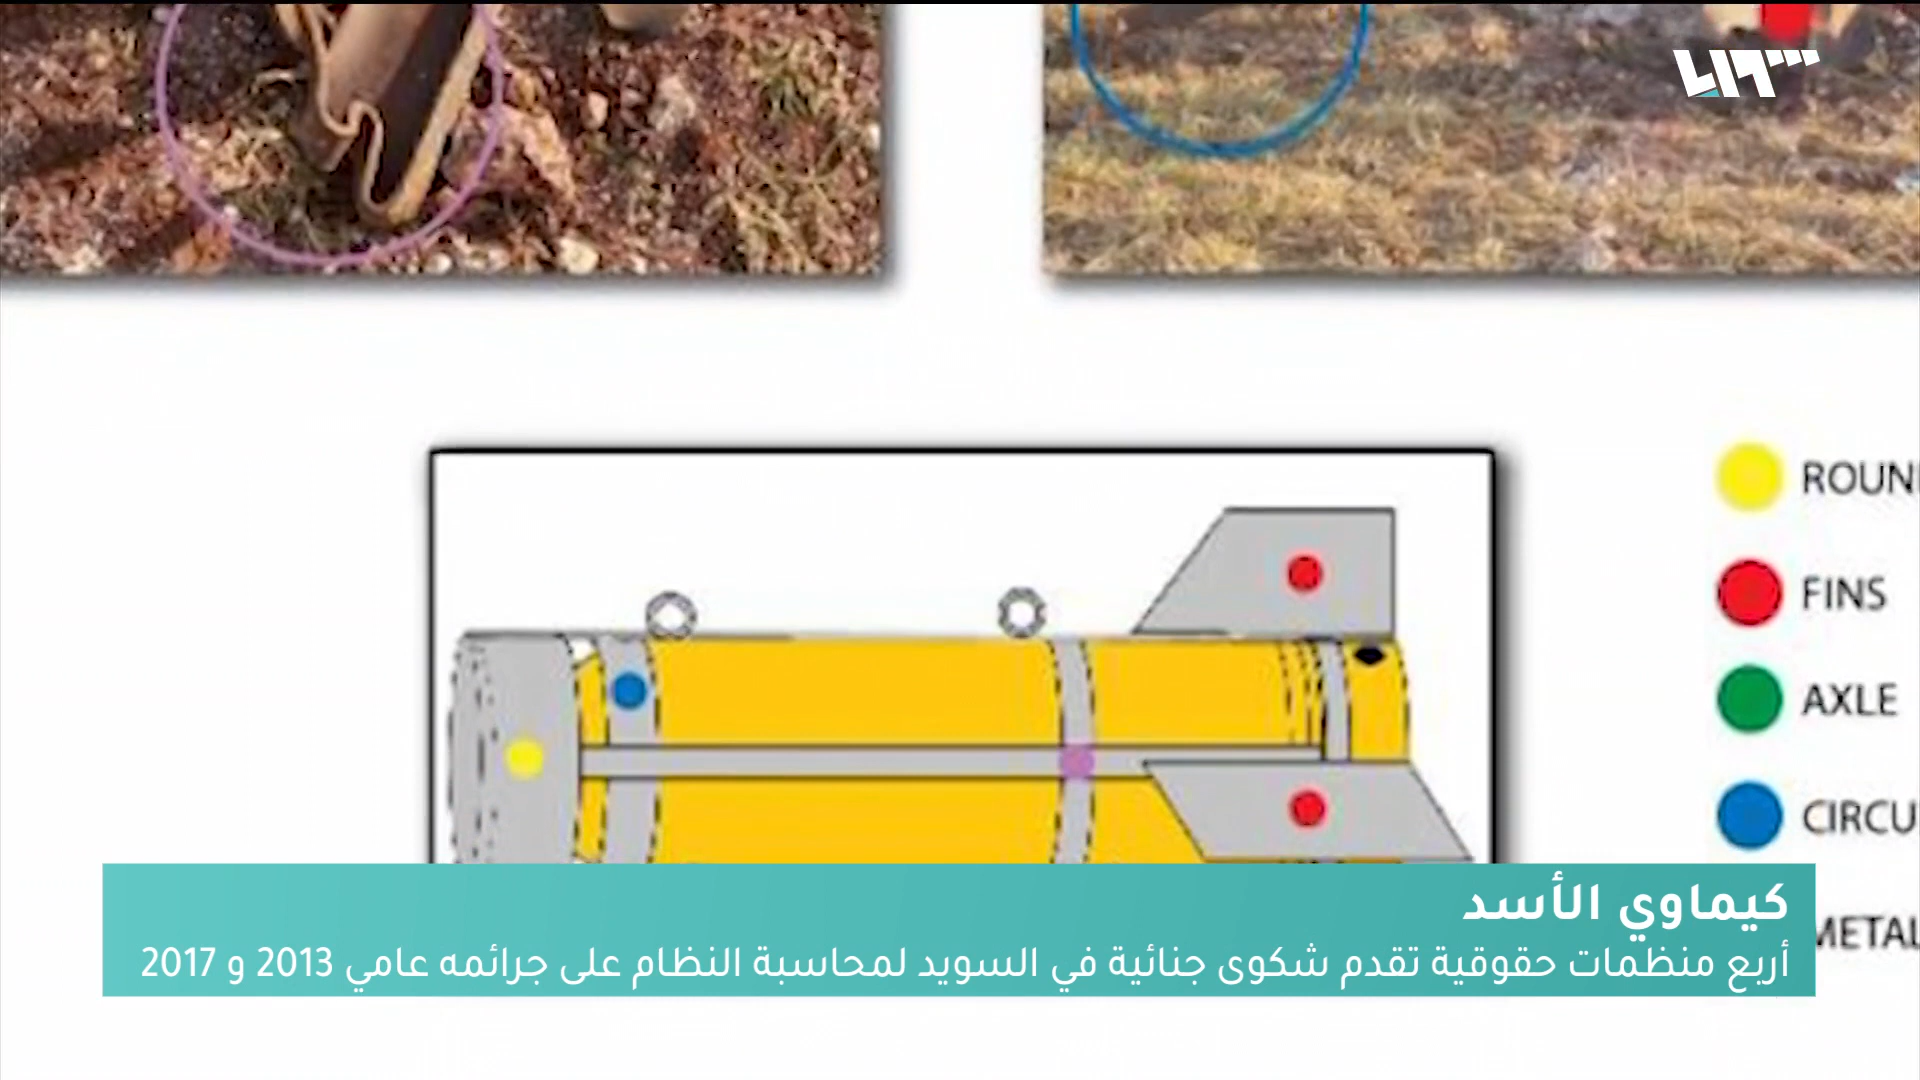 سوريا
ROUN
FINS
AXLE
CIRCU
METAL
كيماوي الأسد
أربع منظمات حقوقية تقدم شكوى جنائية في السويد لمحاسبة النظام على جرائمه عامي 2013 و 2017